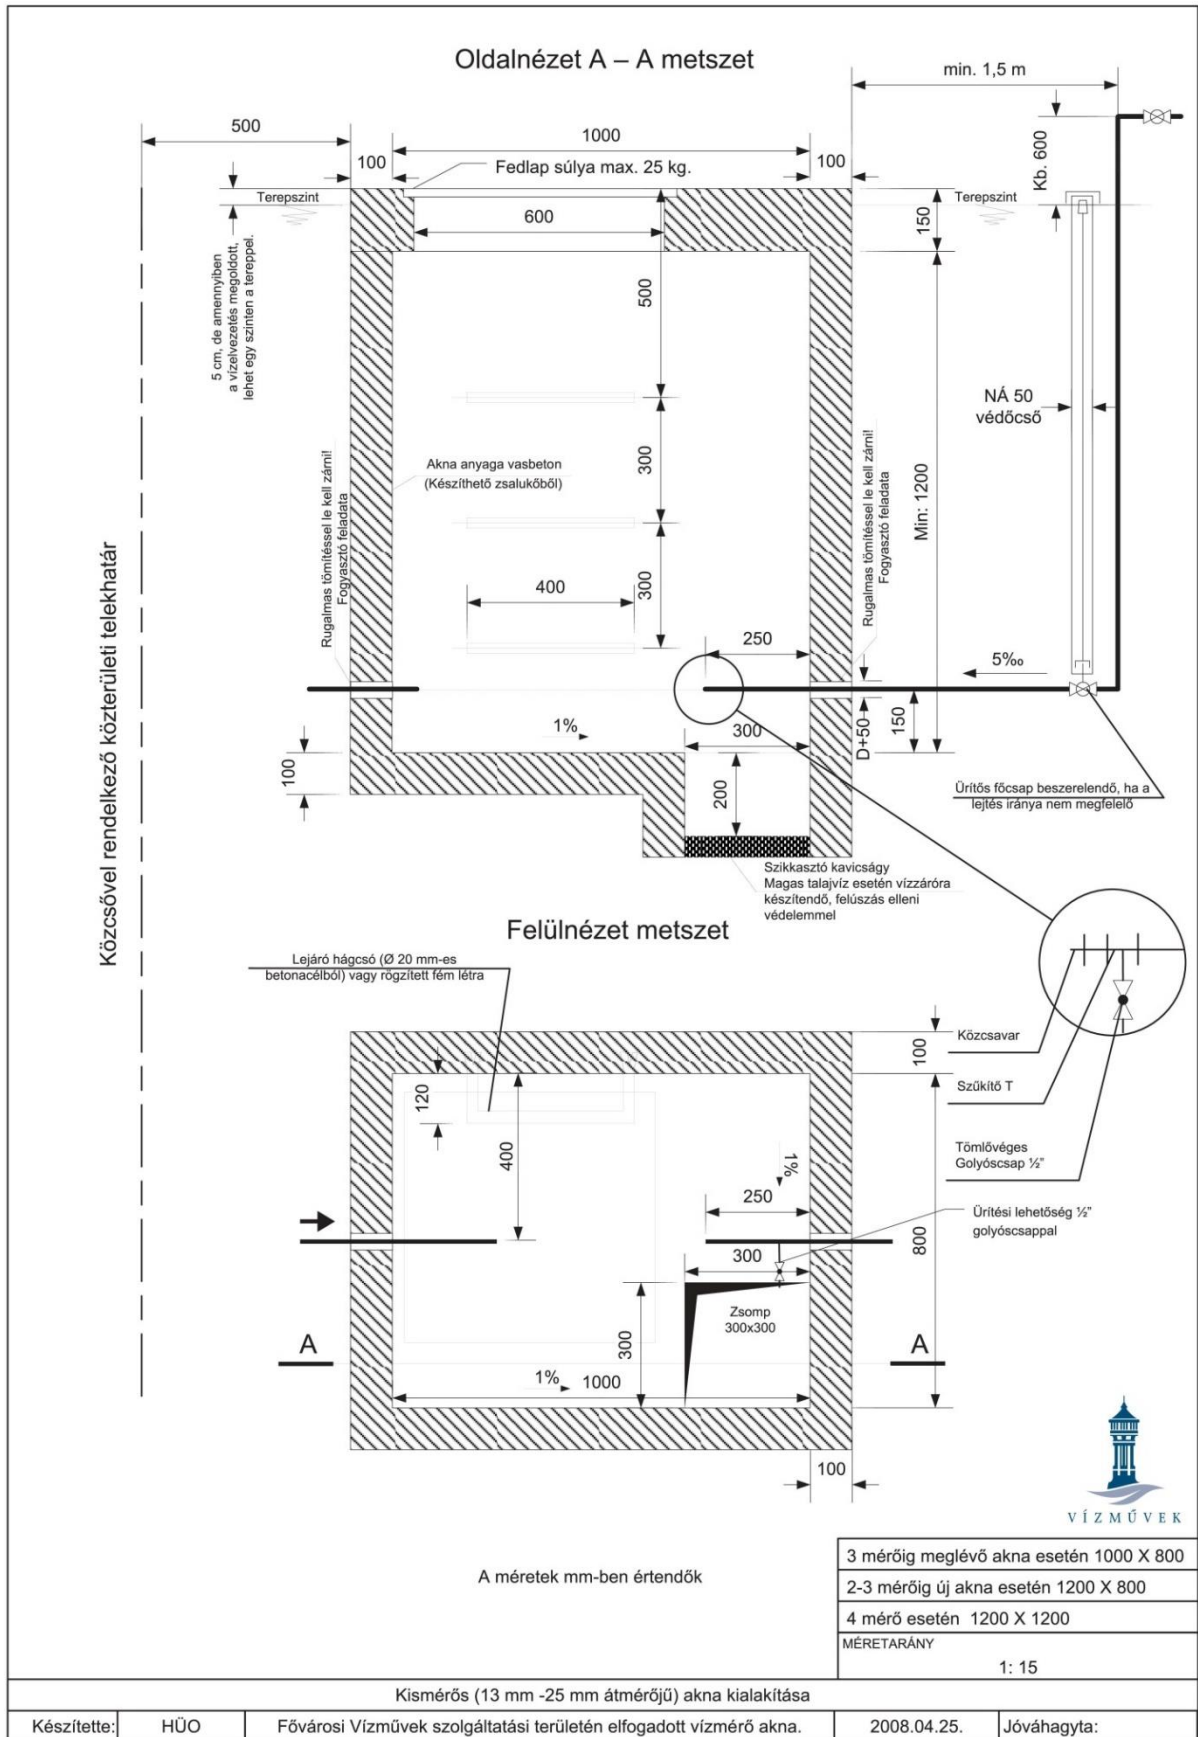 Oldalnézet A – A metszet
min. 1,5 m
500
1000
100
100
Fedlap súlya max. 25 kg.
Kb. 600
Terepszint
Terepszint
600
150
5 cm, de amennyiben
a vízelvezetés megoldott,
lehet egy szinten a tereppel.
500
NÁ 50
védőcső
Rugalmas tömítéssel le kell zárni!
Fogyasztó feladata
Akna anyaga vasbeton
(Készíthető zsalukőből)
300
Rugalmas tömítéssel le kell zárni!
Fogyasztó feladata
Min: 1200
Közcsővel rendelkező közterületi telekhatár
400
300
250
5‰
1%
300
D+50
150
100
200
Ürítős főcsap beszerelendő, ha a
lejtés iránya nem megfelelő
Szikkasztó kavicságy
Magas talajvíz esetén vízzáróra
készítendő, felúszás elleni
védelemmel
Felülnézet metszet
Lejáró hágcsó (Ø 20 mm-es
betonacélból) vagy rögzített fém létra
Közcsavar
100
Szűkítő T
120
400
1%
Tömlővéges
Golyóscsap ½”
250
Ürítési lehetőség ½”
golyóscsappal
800
300
Zsomp
300x300
300
A
A
1%
1000
100
VÍZMŰVEK
A méretek mm-ben értendők
3 mérőig meglévő akna esetén 1000 X 800
2-3 mérőig új akna esetén 1200 X 800
4 mérő esetén 1200 X 1200
MÉRETARÁNY
1: 15
Kismérős (13 mm -25 mm átmérőjű) akna kialakítása
Készítette: HÜO Fővárosi Vízművek szolgáltatási területén elfogadott vízmérő akna. 2008.04.25. Jóváhagyta: